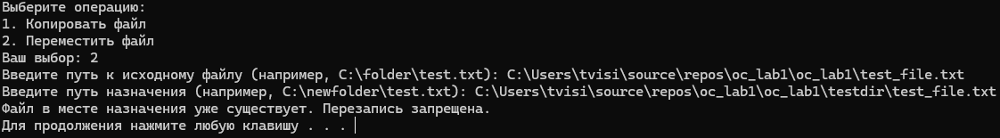 Выберите операцию:
1. Копировать файл
2. Переместить файл
Ваш выбор: 2
Введите путь к исходному файлу (например, C:\folder\test.txt): C:\Users\tvisi\source\repos\oc_lab1\oc_lab1\test_file.txt
Введите путь назначения (например, C:\newfolder\test.txt): C:\Users\tvisi\source\repos\oc_lab1\oc_lab1\testdir\test_file.txt
Файл в месте назначения уже существует. Перезапись запрещена.
Для продолжения нажмите любую клавишу . . .